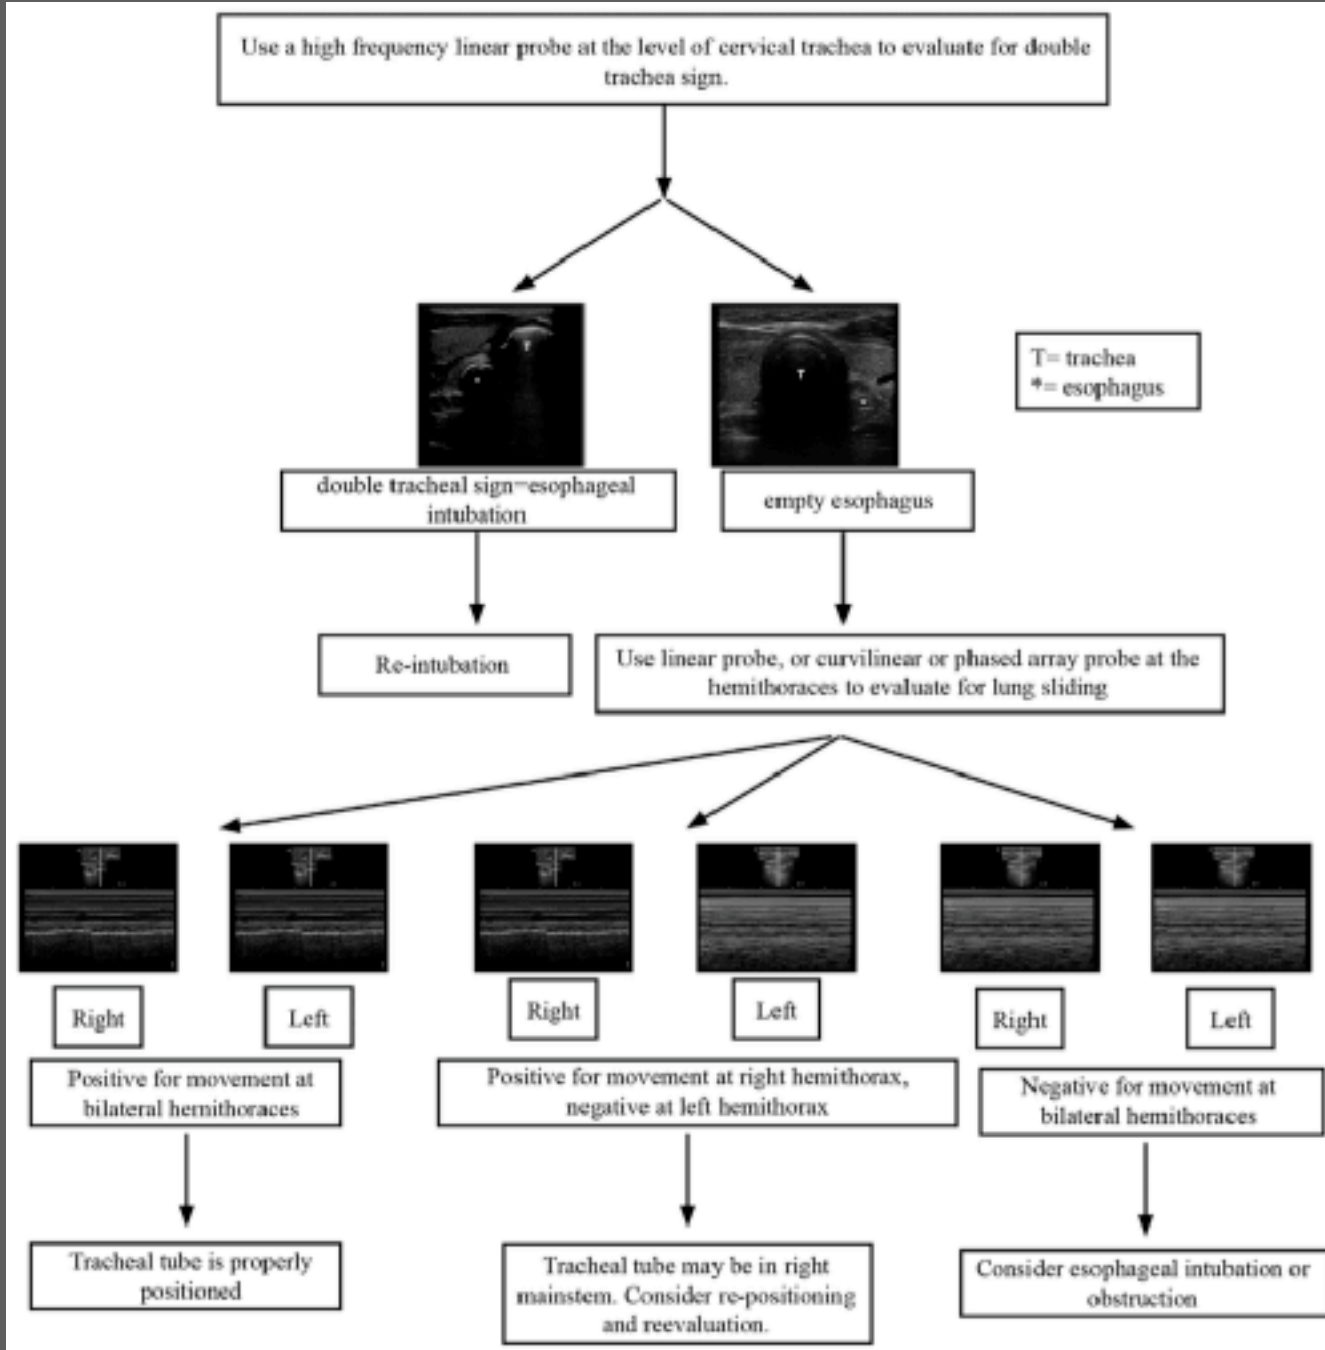 Use a high frequency linear probe at the level of cervical trachea to evaluate for double
trachea sign.
T
*
T
*
T= trachea
*= esophagus
double tracheal sign=esophageal
intubation
empty esophagus
Re-intubation
Use linear probe, or curvilinear or phased array probe at the
hemithoraces to evaluate for lung sliding
Right
Left
Right
Left
Right
Left
Positive for movement at
bilateral hemithoraces
Positive for movement at right hemithorax,
negative at left hemithorax
Negative for movement at
bilateral hemithoraces
Tracheal tube is properly
positioned
Tracheal tube may be in right
mainstem. Consider re-positioning
and reevaluation.
Consider esophageal intubation or
obstruction